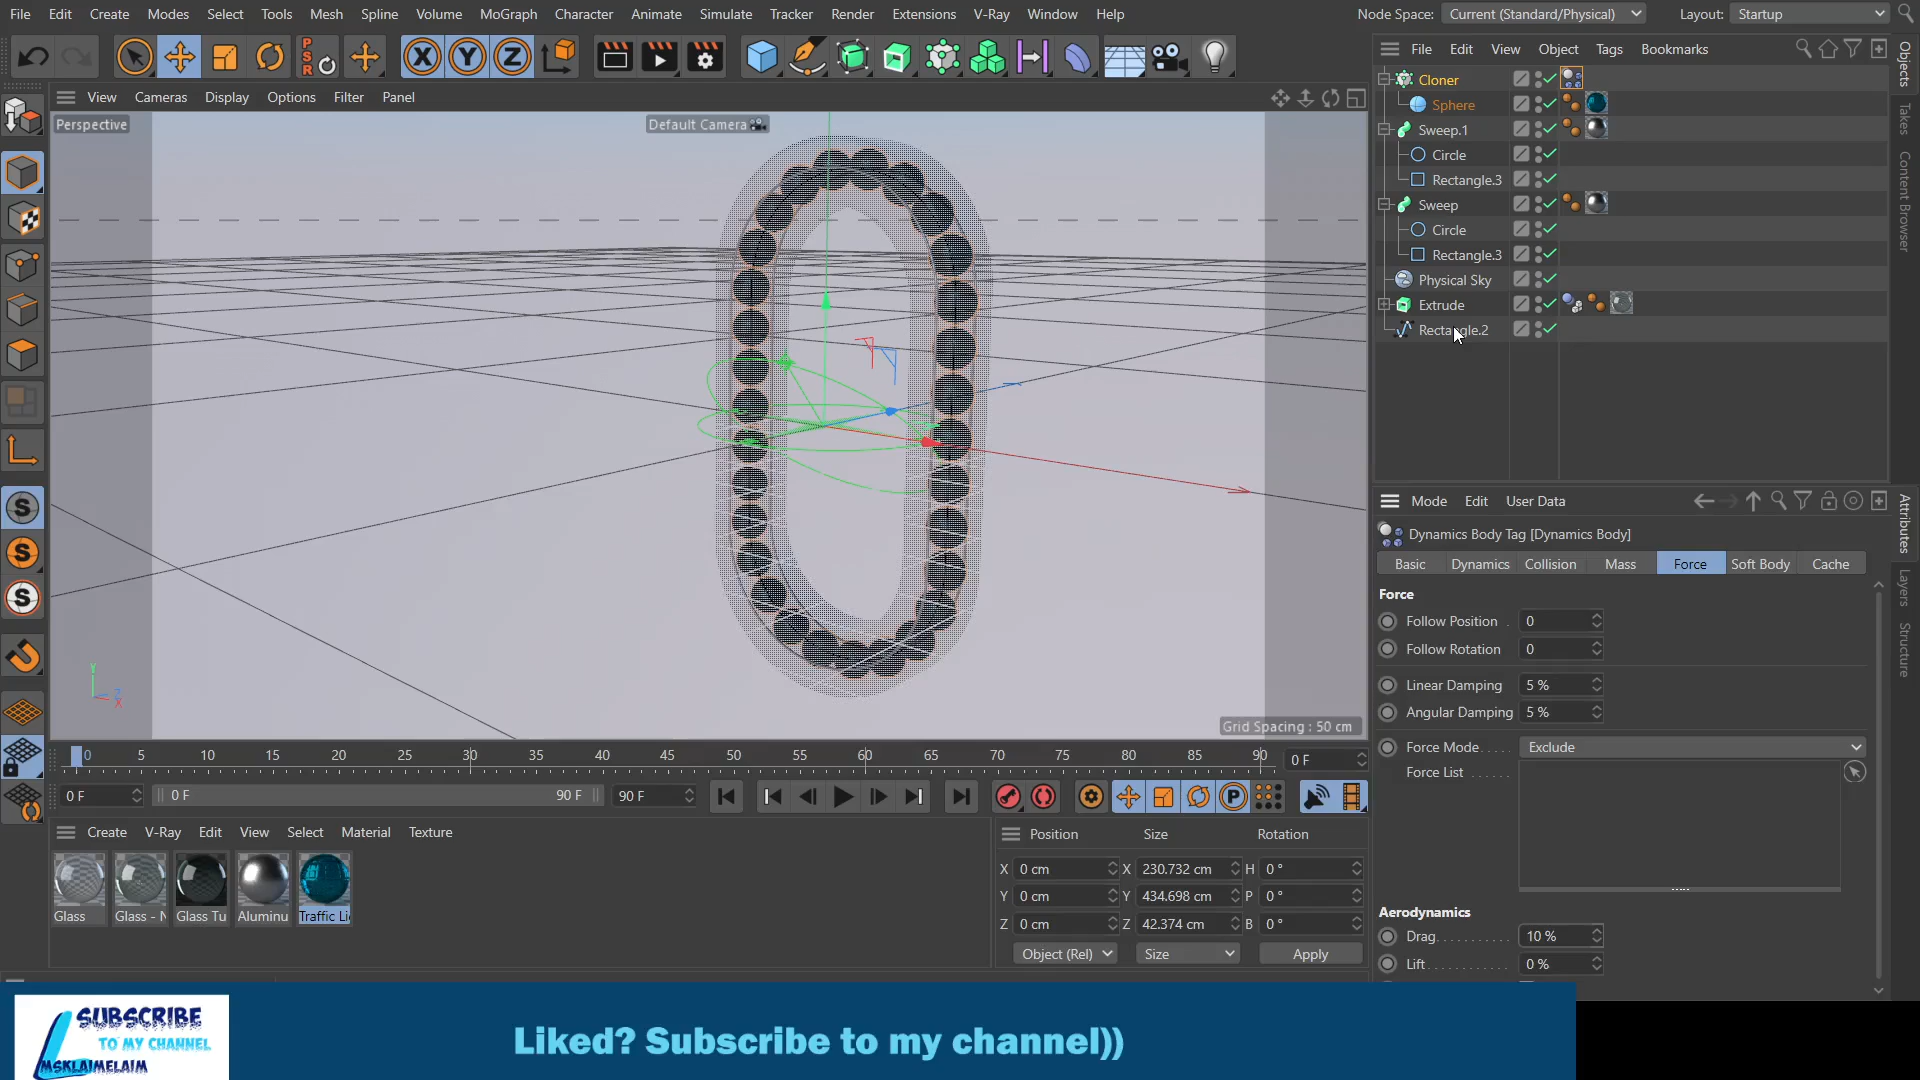 File Edit Create Modes Select Tools Mesh Spline Volume MoGraph Character Animate Simulate Tracker Render Extensions V-Ray Window Help Node Space: Current (Standard/Physical) Layout: Startup
View Cameras Display Options Filter Panel
Perspective Default Camera
Grid Spacing : 50 cm
0 5 10 15 20 25 30 35 40 45 50 55 60 65 70 75 80 85 90 0 F
0 F 0 F 90 F 90 F
Create V-Ray Edit View Select Material Texture
Glass Glass - N Glass Tu Aluminu Traffic Li
Position Size Rotation
X 0 cm X 230.732 cm H 0 °
Y 0 cm Y 434.698 cm P 0 °
Z 0 cm Z 42.374 cm B 0 °
Object (Rel) Size Apply
File Edit View Object Tags Bookmarks
Cloner
Sphere
Sweep.1
Circle
Rectangle.3
Sweep
Circle
Rectangle.3
Physical Sky
Extrude
Rectangle.2
Objects
Takes
Content Browser
Mode Edit User Data
Dynamics Body Tag [Dynamics Body]
Basic Dynamics Collision Mass Force Soft Body Cache
Force
Follow Position 0
Follow Rotation 0
Linear Damping 5 %
Angular Damping 5 %
Force Mode Exclude
Force List
Aerodynamics
Drag 10 %
Lift 0 %
Attributes
Layers
Structure
SUBSCRIBE
TO MY CHANNEL
MSKLAIMELAIM
Liked? Subscribe to my channel))